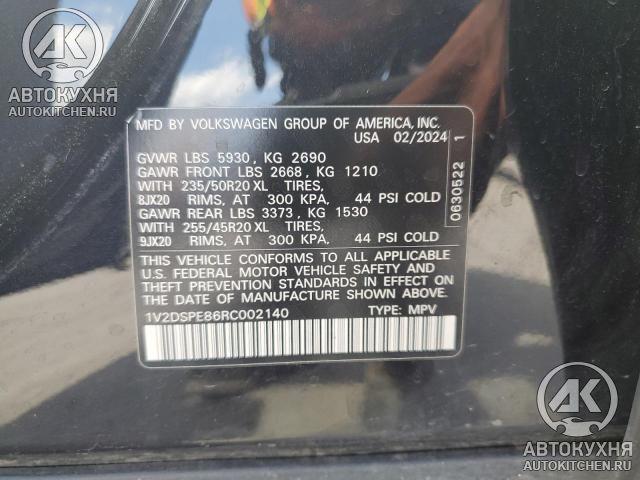 АК
АВТОКУХНЯ
AUTOKITCHEN.RU
MFD BY VOLKSWAGEN GROUP OF AMERICA, INC.
USA 02/2024
GVWR LBS 5930 , KG 2690
GAWR FRONT LBS 2668 , KG 1210
WITH 235/50R20 XL TIRES,
8JX20 RIMS, AT 300 KPA, 44 PSI COLD
GAWR REAR LBS 3373 , KG 1530
WITH 255/45R20 XL TIRES,
9JX20 RIMS, AT 300 KPA, 44 PSI COLD
THIS VEHICLE CONFORMS TO ALL APPLICABLE
U.S. FEDERAL MOTOR VEHICLE SAFETY AND
THEFT PREVENTION STANDARDS IN EFFECT ON
THE DATE OF MANUFACTURE SHOWN ABOVE.
1V2DSPE86RC002140 TYPE: MPV
0630522 1
АК
АВТОКУХНЯ
AUTOKITCHEN.RU